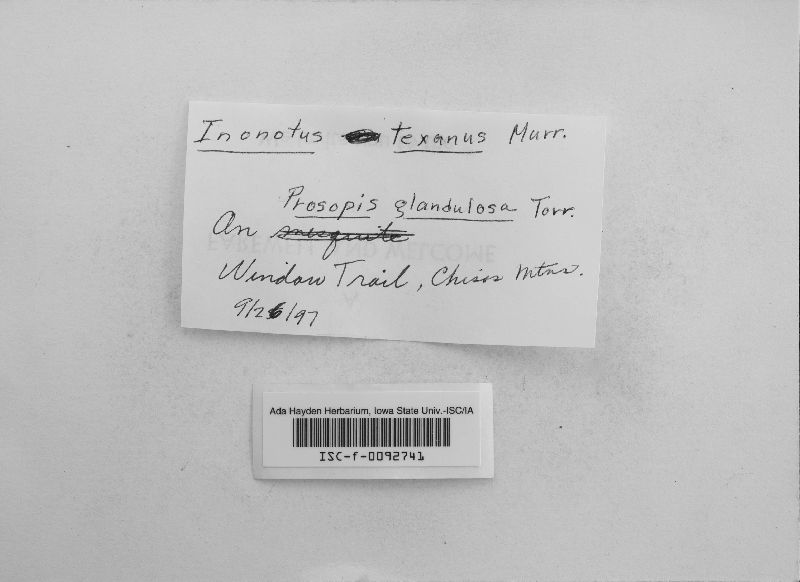 Inonotus texanus Murr.
Prosopis glandulosa Torr.
On mesquite
Window Trail, Chisos Mtns.
9/26/97
Ada Hayden Herbarium, Iowa State Univ.-ISC/IA
ISC-f-0092741